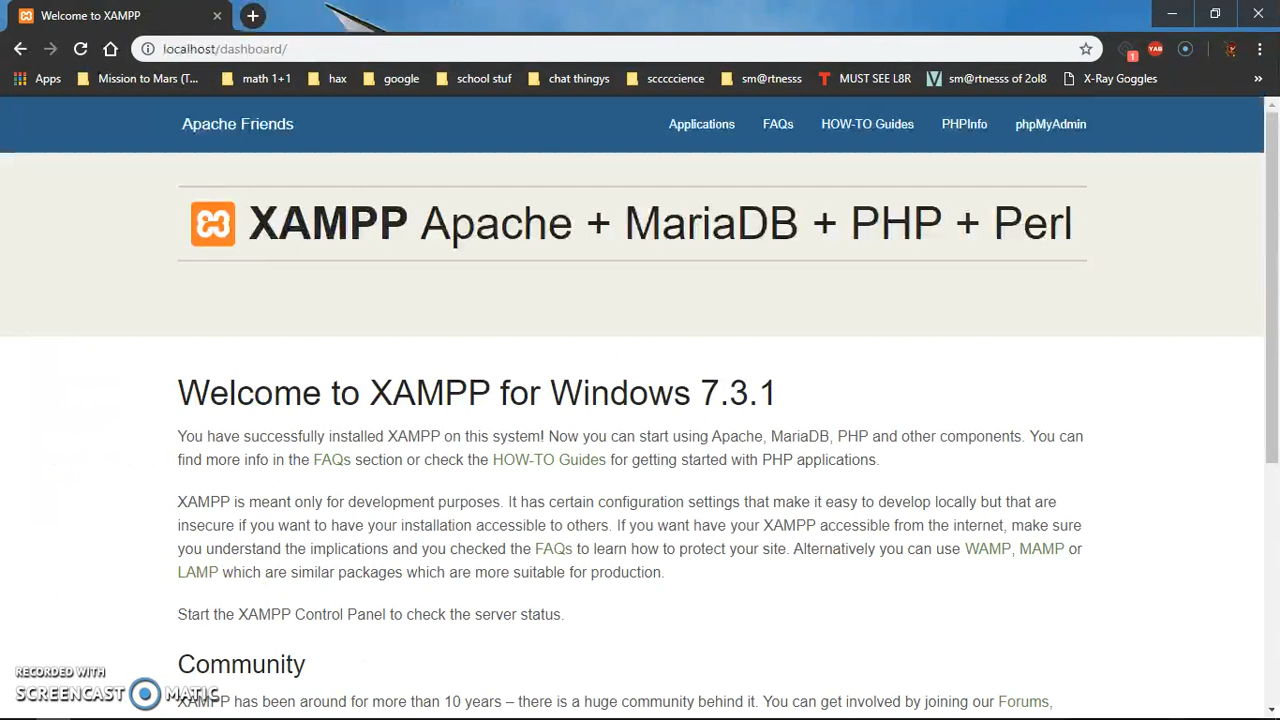 Welcome to XAMPP
localhost/dashboard/
1
YAB
Apps Mission to Mars (T... math 1+1 hax google school stuf chat thingys scccccience sm@rtnesss T MUST SEE L8R sm@rtness of 2ol8 X-Ray Goggles »
Apache Friends Applications FAQs HOW-TO Guides PHPInfo phpMyAdmin
XAMPP Apache + MariaDB + PHP + Perl
Welcome to XAMPP for Windows 7.3.1
You have successfully installed XAMPP on this system! Now you can start using Apache, MariaDB, PHP and other components. You can
find more info in the FAQs section or check the HOW-TO Guides for getting started with PHP applications.
XAMPP is meant only for development purposes. It has certain configuration settings that make it easy to develop locally but that are
insecure if you want to have your installation accessible to others. If you want have your XAMPP accessible from the internet, make sure
you understand the implications and you checked the FAQs to learn how to protect your site. Alternatively you can use WAMP, MAMP or
LAMP which are similar packages which are more suitable for production.
Start the XAMPP Control Panel to check the server status.
Community
XAMPP has been around for more than 10 years – there is a huge community behind it. You can get involved by joining our Forums,
RECORDED WITH
SCREENCAST MATIC